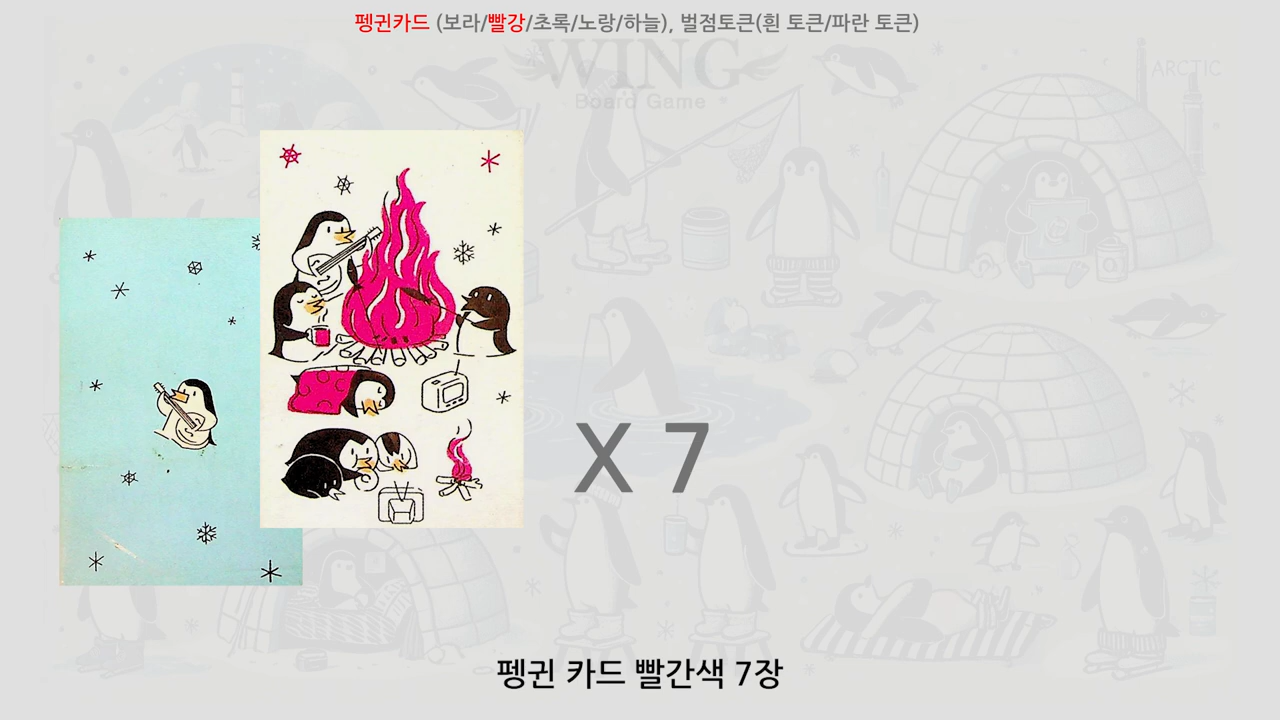 펭귄카드 (보라/빨강/초록/노랑/하늘), 벌점토큰(흰 토큰/파란 토큰)
WING
ARCTIC
Board Game
X 7
펭귄 카드 빨간색 7장